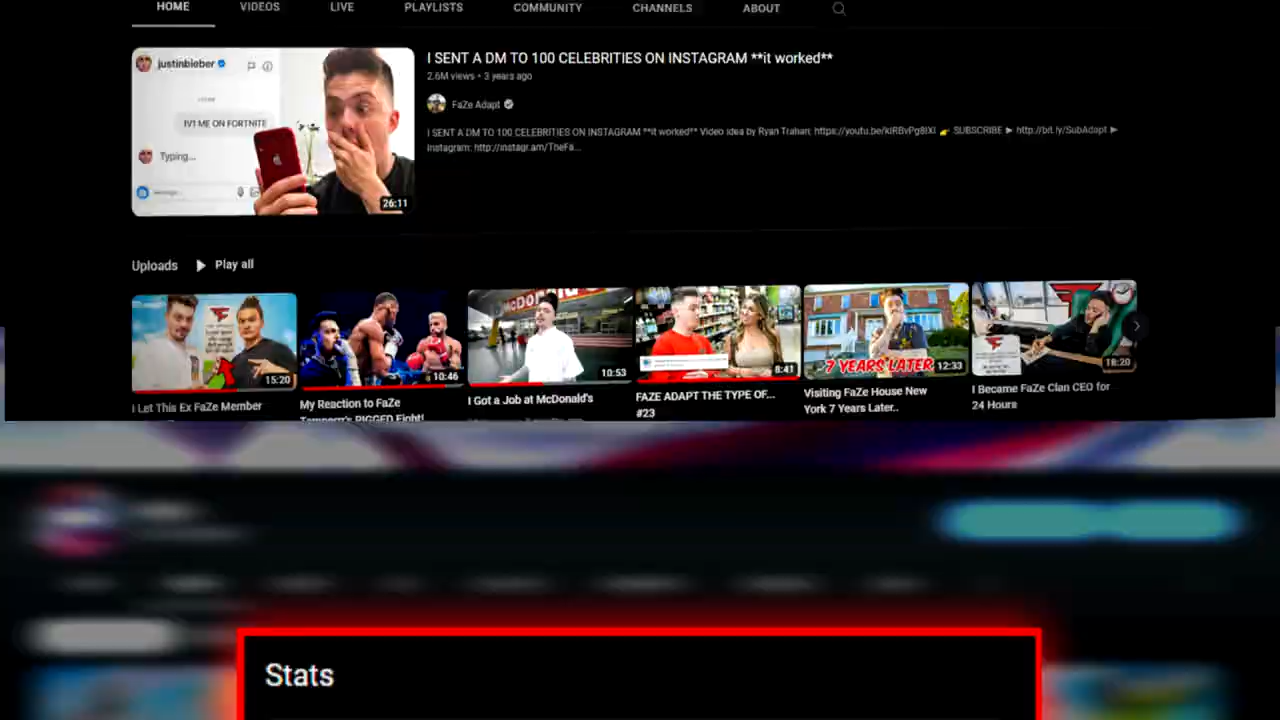 HOME VIDEOS LIVE PLAYLISTS COMMUNITY CHANNELS ABOUT
justinbieber
1V1 ME ON FORTNITE
Typing...
26:11
I SENT A DM TO 100 CELEBRITIES ON INSTAGRAM **it worked**
2.6M views • 3 years ago
FaZe Adapt
I SENT A DM TO 100 CELEBRITIES ON INSTAGRAM **it worked** Video idea by Ryan Trahan: SUBSCRIBE ► http://bit.ly/SubAdapt ►
Instagram: http://instagr.am/TheFa...
Uploads Play all
15:20
10:46
McDonald's
10:53
8:41
7 YEARS LATER
12:33
18:20
I Let This Ex FaZe Member
My Reaction to FaZe
Temperrr's RIGGED Fight!
I Got a Job at McDonald's
FAZE ADAPT THE TYPE OF...
#23
Visiting FaZe House New
York 7 Years Later..
I Became FaZe Clan CEO for
24 Hours
Stats